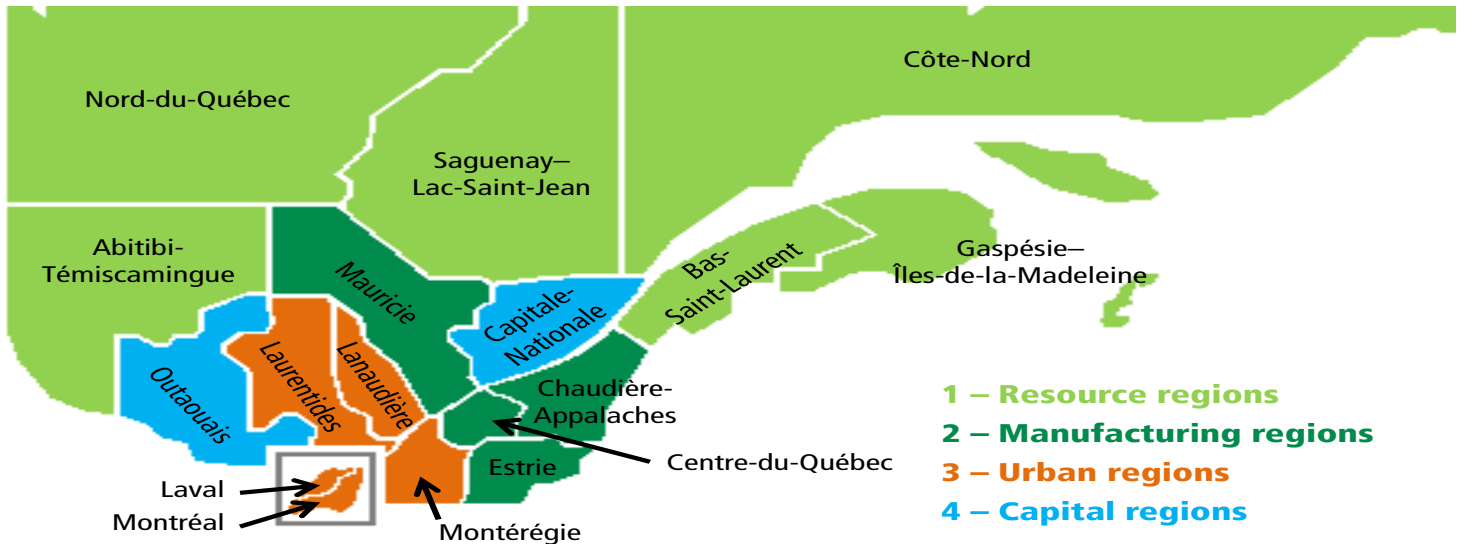 Côte-Nord
Nord-du-Québec
Saguenay–
Lac-Saint-Jean
Abitibi-
Témiscamingue
Mauricie
Capitale-
Nationale
Bas-
Saint-Laurent
Gaspésie–
Îles-de-la-Madeleine
Outaouais
Laurentides
Lanaudière
Chaudière-
Appalaches
Estrie
Centre-du-Québec
Laval
Montréal
Montérégie
1 – Resource regions
2 – Manufacturing regions
3 – Urban regions
4 – Capital regions